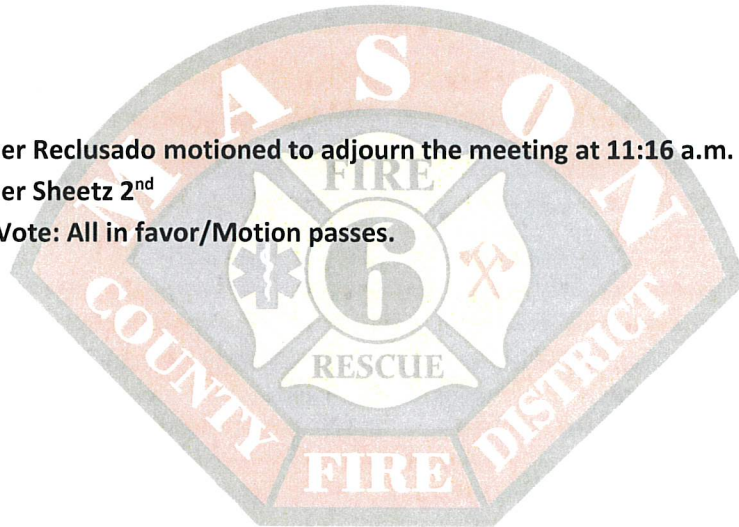 er Reclusado motioned to adjourn the meeting at 11:16 a.m.
er Sheetz 2nd
Vote: All in favor/Motion passes.
MASON
FIRE
6
RESCUE
COUNTY FIRE DISTRICT